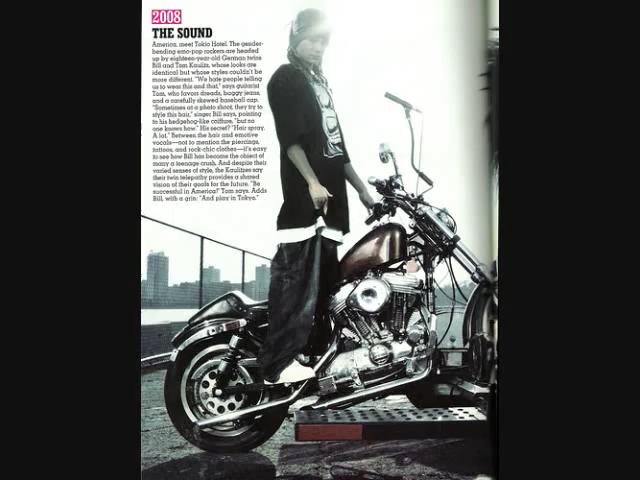 2008
THE SOUND
America, meet Tokio Hotel. The gender-
bending emo-pop rockers are headed
up by eighteen-year-old German twins
Bill and Tom Kaulitz, whose looks are
identical but whose styles couldn't be
more different. "We hate people telling
us to wear this and that," says guitarist
Tom, who favors dreads, baggy jeans,
and a carefully skewed baseball cap.
"Sometimes at a photo shoot, they try to
style this hair," singer Bill says, pointing
to his hedgehog-like coiffure, "but no
one knows how." His secret? "Hair spray.
A lot." Between the hair and emotive
vocals—not to mention the piercings,
tattoos, and rock-chic clothes—it's easy
to see how Bill has become the object of
many a teenage crush. And despite their
varied senses of style, the Kaulitzes say
their twin telepathy provides a shared
vision of their goals for the future. "Be
successful in America!" Tom says. Adds
Bill, with a grin: "And play in Tokyo."